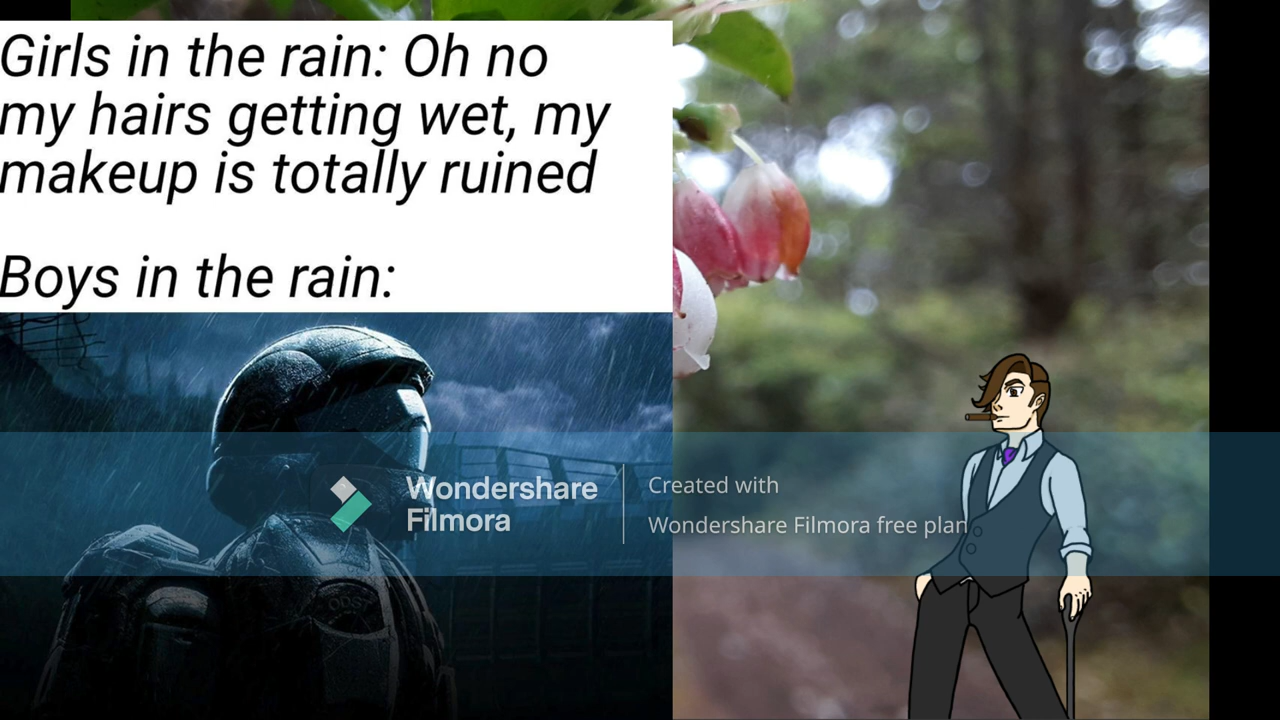 Girls in the rain: Oh no
my hairs getting wet, my
makeup is totally ruined
Boys in the rain:
Wondershare
Filmora
Created with
Wondershare Filmora free plan
ODST